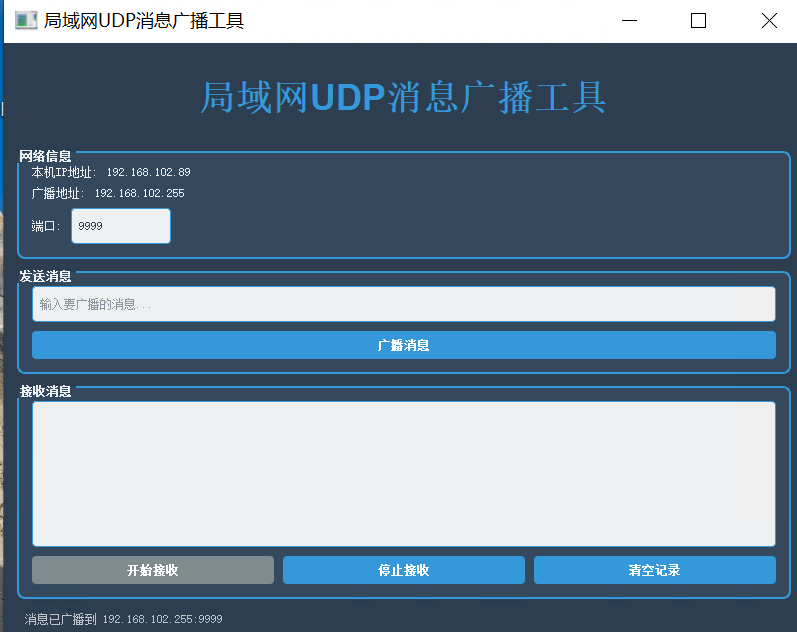 局域网UDP消息广播工具
局域网UDP消息广播工具
网络信息
本机IP地址: 192.168.102.89
广播地址: 192.168.102.255
端口: 9999
发送消息
输入要广播的消息...
广播消息
接收消息
开始接收 停止接收 清空记录
消息已广播到 192.168.102.255:9999